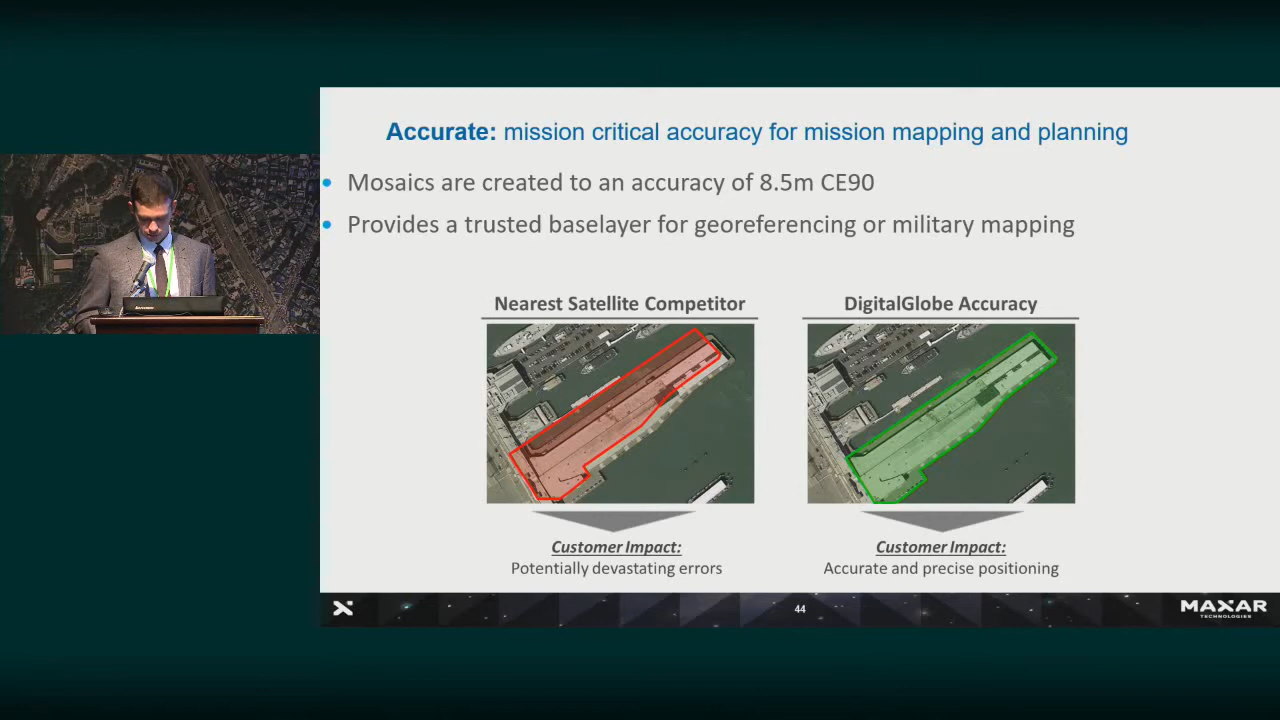 Accurate: mission critical accuracy for mission mapping and planning
Mosaics are created to an accuracy of 8.5m CE90
Provides a trusted baselayer for georeferencing or military mapping
Nearest Satellite Competitor
DigitalGlobe Accuracy
Customer Impact:
Potentially devastating errors
Customer Impact:
Accurate and precise positioning
44
MAXAR
TECHNOLOGIES